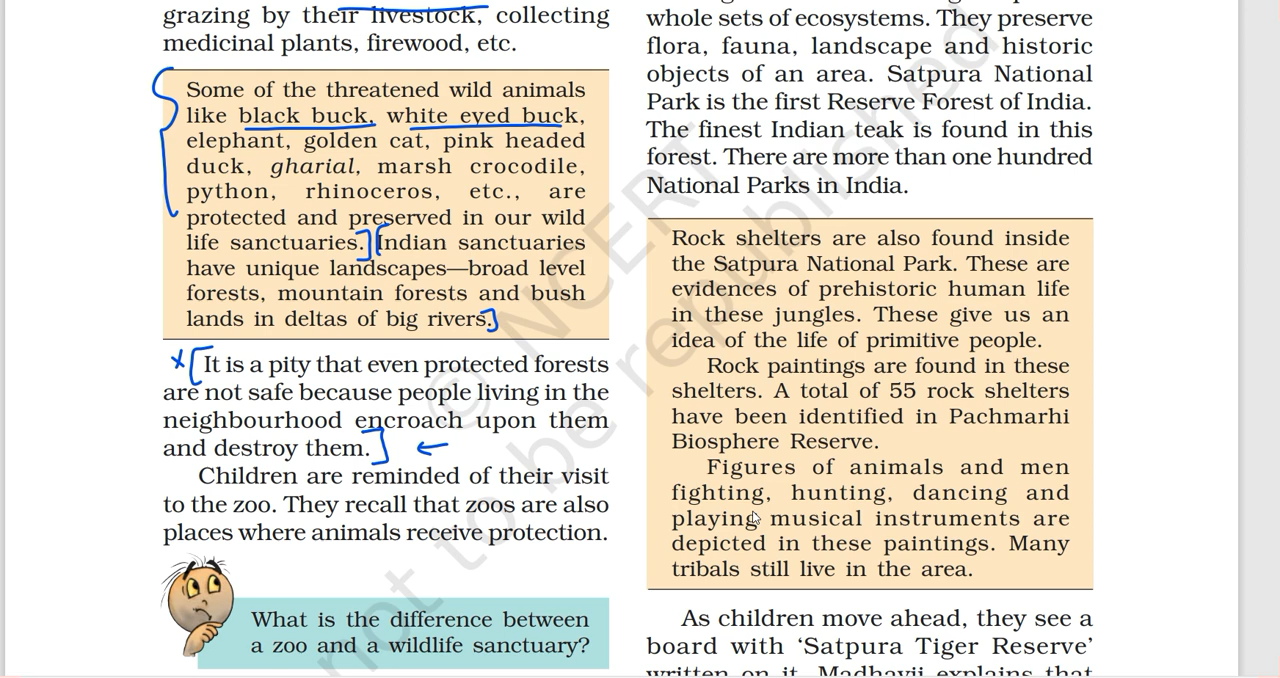 grazing by their livestock, collecting
medicinal plants, firewood, etc.
Some of the threatened wild animals
like black buck, white eyed buck,
elephant, golden cat, pink headed
duck, gharial, marsh crocodile,
python, rhinoceros, etc., are
protected and preserved in our wild
life sanctuaries. Indian sanctuaries
have unique landscapes—broad level
forests, mountain forests and bush
lands in deltas of big rivers.
It is a pity that even protected forests
are not safe because people living in the
neighbourhood encroach upon them
and destroy them.
Children are reminded of their visit
to the zoo. They recall that zoos are also
places where animals receive protection.
What is the difference between
a zoo and a wildlife sanctuary?
whole sets of ecosystems. They preserve
flora, fauna, landscape and historic
objects of an area. Satpura National
Park is the first Reserve Forest of India.
The finest Indian teak is found in this
forest. There are more than one hundred
National Parks in India.
Rock shelters are also found inside
the Satpura National Park. These are
evidences of prehistoric human life
in these jungles. These give us an
idea of the life of primitive people.
Rock paintings are found in these
shelters. A total of 55 rock shelters
have been identified in Pachmarhi
Biosphere Reserve.
Figures of animals and men
fighting, hunting, dancing and
playing musical instruments are
depicted in these paintings. Many
tribals still live in the area.
As children move ahead, they see a
board with ‘Satpura Tiger Reserve’
written on it. Madhavji explains that
© NCERT
not to be republished